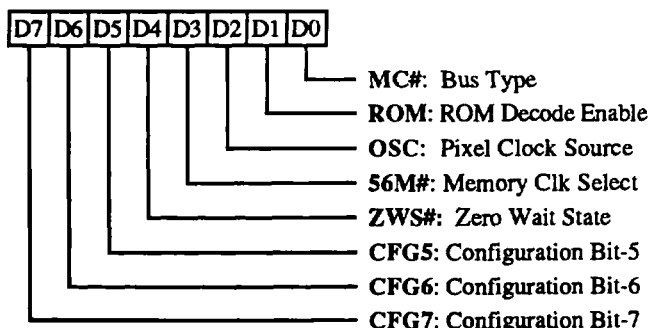 D7 D6 D5 D4 D3 D2 D1 D0
MC#: Bus Type
ROM: ROM Decode Enable
OSC: Pixel Clock Source
56M#: Memory Clk Select
ZWS#: Zero Wait State
CFG5: Configuration Bit-5
CFG6: Configuration Bit-6
CFG7: Configuration Bit-7